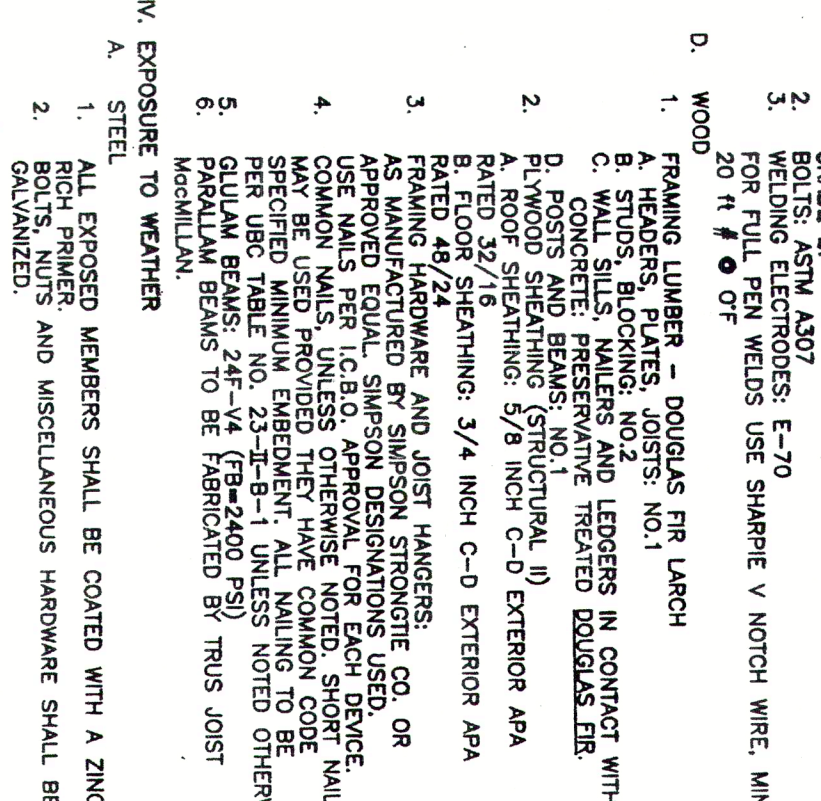 2. BOLTS: ASTM A307
3. WELDING ELECTRODES: E-70
FOR FULL PEN WELDS USE SHARPIE V NOTCH WIRE, MIN
20 ft # @ 0°F
D. WOOD
1. FRAMING LUMBER - DOUGLAS FIR LARCH
A. HEADERS, PLATES, JOISTS: NO.1
B. STUDS, BLOCKING: NO.2
C. WALL SILLS, NAILERS AND LEDGERS IN CONTACT WITH
CONCRETE: PRESERVATIVE TREATED DOUGLAS FIR.
D. POSTS AND BEAMS: NO.1
2. PLYWOOD SHEATHING (STRUCTURAL II)
A. ROOF SHEATHING: 5/8 INCH C-D EXTERIOR APA
RATED 32/16
B. FLOOR SHEATHING: 3/4 INCH C-D EXTERIOR APA
RATED 48/24
3. FRAMING HARDWARE AND JOIST HANGERS:
AS MANUFACTURED BY SIMPSON STRONGTIE CO. OR
APPROVED EQUAL. SIMPSON DESIGNATIONS USED.
USE NAILS PER I.C.B.O. APPROVAL FOR EACH DEVICE.
4. COMMON NAILS, UNLESS OTHERWISE NOTED. SHORT NAIL
MAY BE USED PROVIDED THEY HAVE COMMON CODE
SPECIFIED MINIMUM EMBEDMENT. ALL NAILING TO BE
PER UBC TABLE NO. 23-II-B-1 UNLESS NOTED OTHERW
5. GLULAM BEAMS: 24F-V4 (FB=2400 PSI)
6. PARALLAM BEAMS TO BE FABRICATED BY TRUS JOIST
MacMILLAN.
IV. EXPOSURE TO WEATHER
A. STEEL
1. ALL EXPOSED MEMBERS SHALL BE COATED WITH A ZINC
RICH PRIMER.
2. BOLTS, NUTS AND MISCELLANEOUS HARDWARE SHALL BE
GALVANIZED.